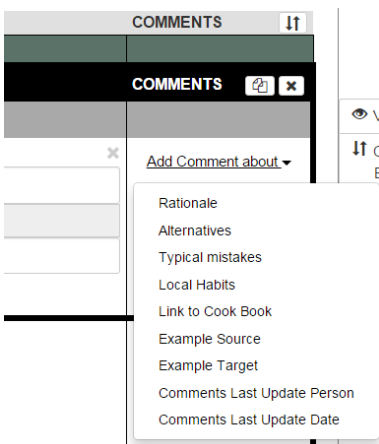 COMMENTS
COMMENTS
Add Comment about
Rationale
Alternatives
Typical mistakes
Local Habits
Link to Cook Book
Example Source
Example Target
Comments Last Update Person
Comments Last Update Date